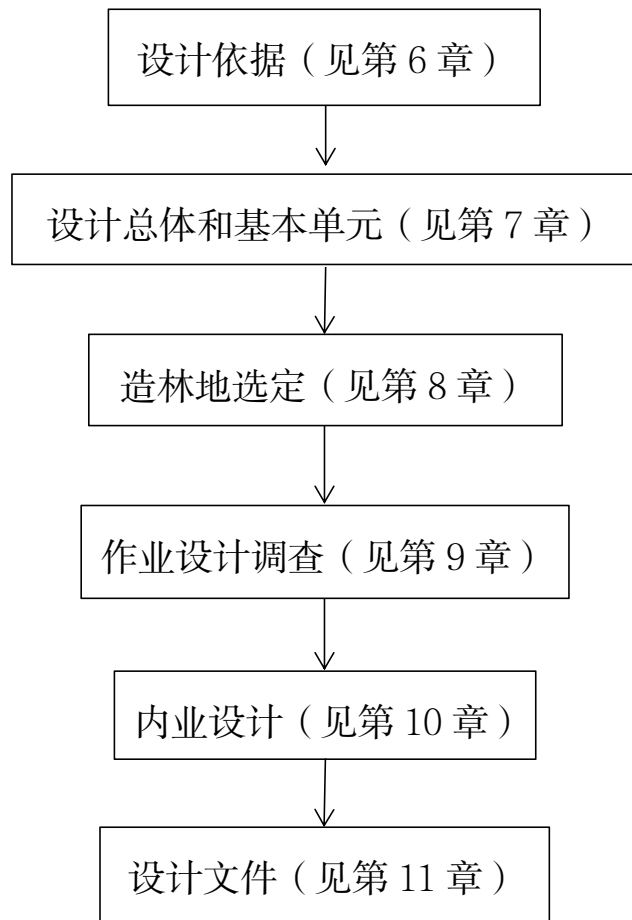 设计依据（见第 6 章）
设计总体和基本单元（见第 7 章）
造林地选定（见第 8 章）
作业设计调查（见第 9 章）
内业设计（见第 10 章）
设计文件（见第 11 章）